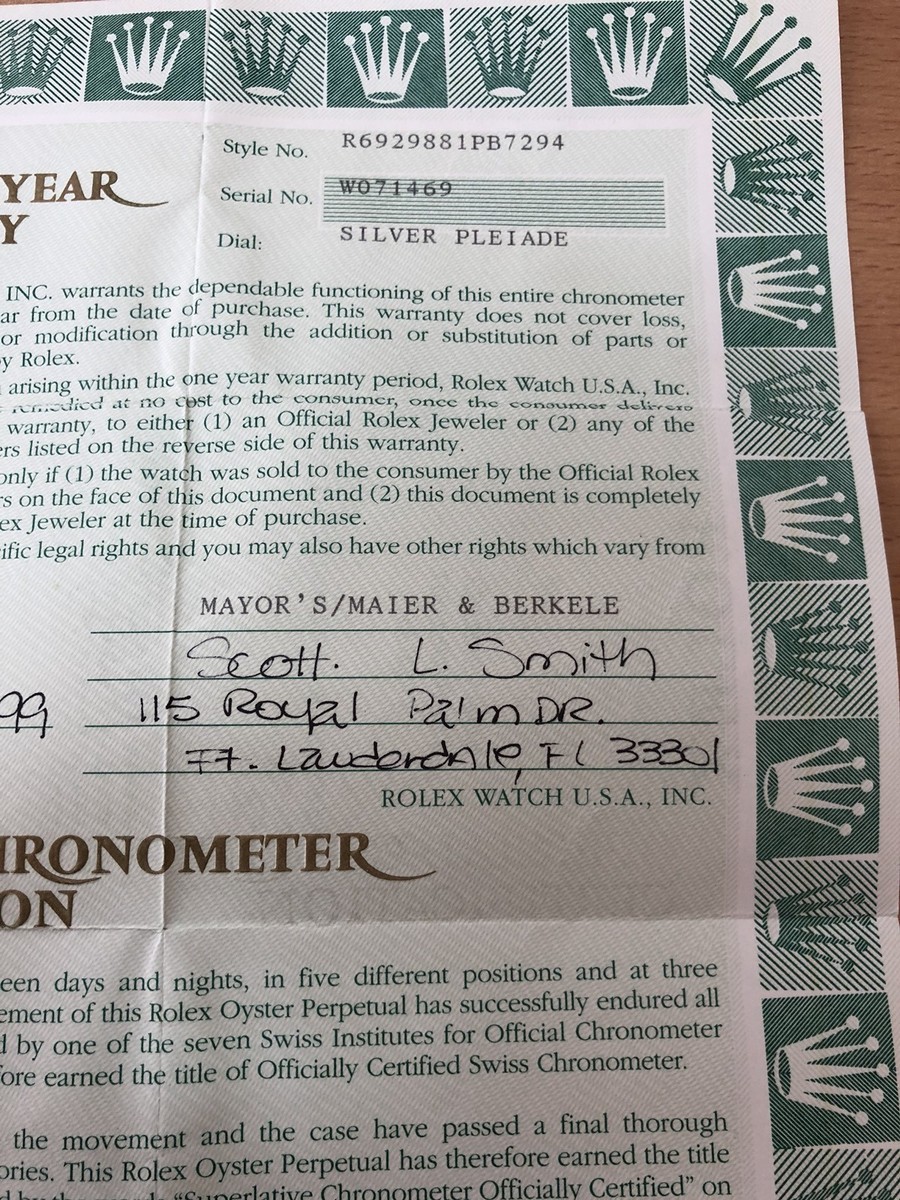 YEAR
Y
Style No. R6929881PB7294
Serial No. W071469
Dial: SILVER PLEIADE
INC. warrants the dependable functioning of this entire chronometer
ar from the date of purchase. This warranty does not cover loss,
or modification through the addition or substitution of parts or
y Rolex.
arising within the one year warranty period, Rolex Watch U.S.A., Inc.
remedied at no cost to the consumer, once the consumer delivers
warranty, to either (1) an Official Rolex Jeweler or (2) any of the
ers listed on the reverse side of this warranty.
only if (1) the watch was sold to the consumer by the Official Rolex
rs on the face of this document and (2) this document is completely
ex Jeweler at the time of purchase.
ific legal rights and you may also have other rights which vary from
MAYOR'S/MAIER & BERKELE
Scott. L. Smith
99 115 Royal Palm DR.
Ft. Lauderdale, Fl 33301
ROLEX WATCH U.S.A., INC.
IRONOMETER
ON
een days and nights, in five different positions and at three
ement of this Rolex Oyster Perpetual has successfully endured all
d by one of the seven Swiss Institutes for Official Chronometer
fore earned the title of Officially Certified Swiss Chronometer.
the movement and the case have passed a final thorough
ories. This Rolex Oyster Perpetual has therefore earned the title
d by the words "Superlative Chronometer Officially Certified" on